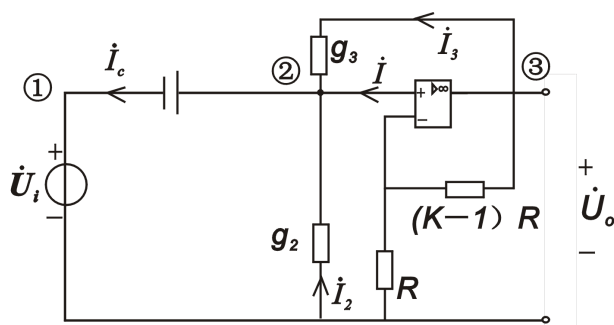 g₃
İ₃
①
İc
②
İ
③
+
▷∞
−
+
U̇i
−
(K−1) R
+
U̇o
−
g₂
İ₂
R